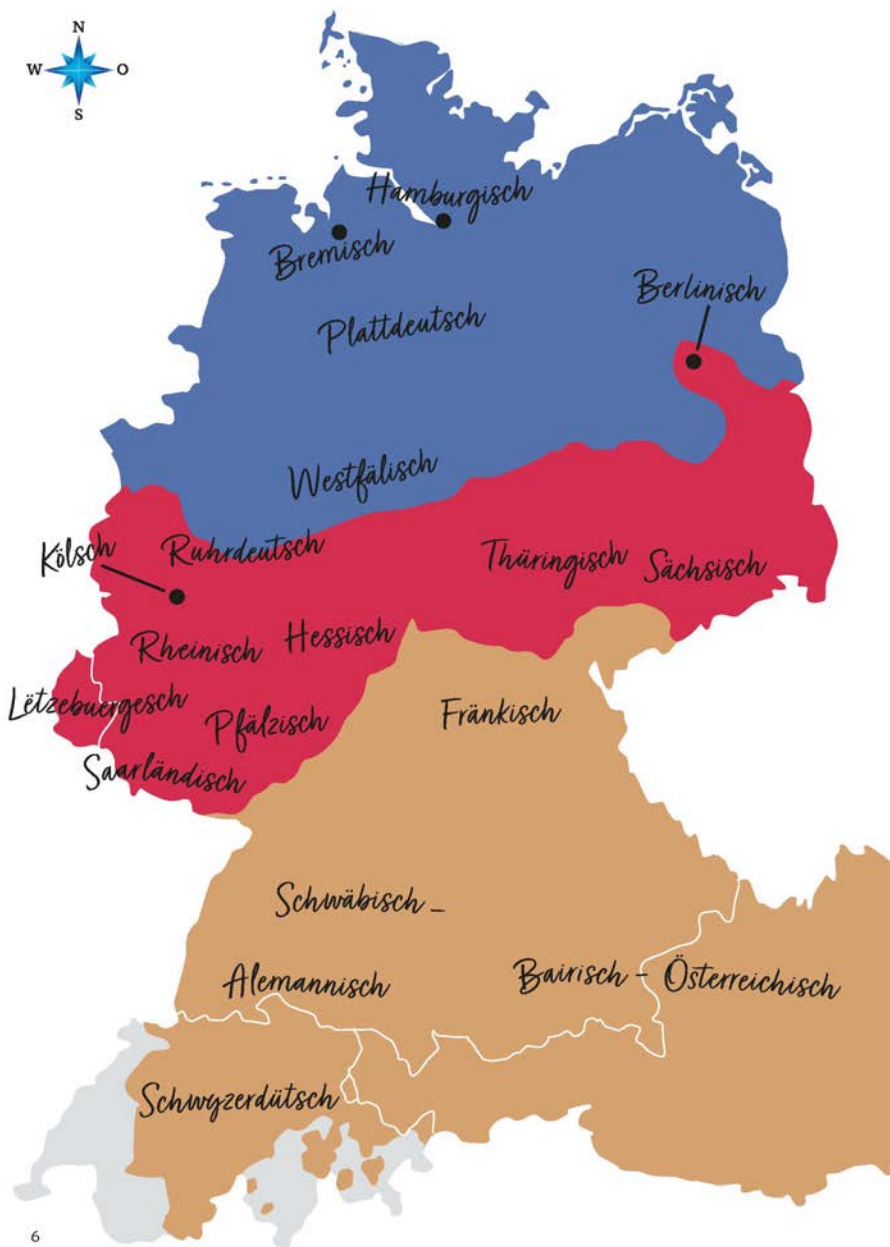 N
W O
S
Hamburgisch
Bremisch
Berlinisch
Plattdeutsch
Westfälisch
Kölsch
Ruhrdeutsch
Thüringisch
Sächsisch
Rheinisch
Hessisch
Lëtzebuergesch
Pfälzisch
Fränkisch
Saarländisch
Schwäbisch –
Alemannisch
Bairisch – Österreichisch
Schwyzerdütsch
6